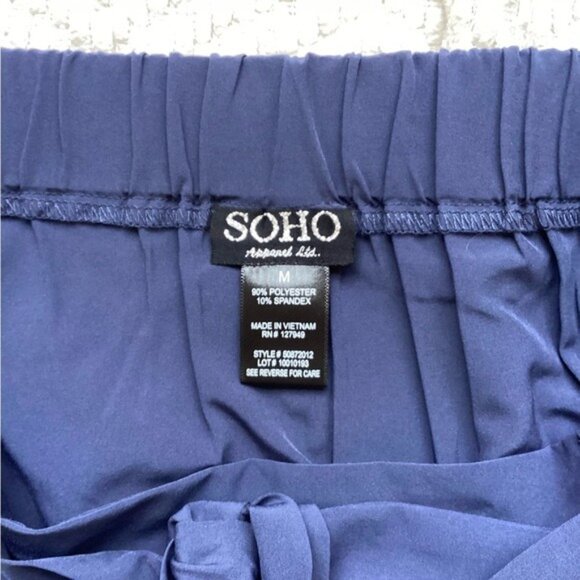 SOHO
Apparel Ltd..
M
90% POLYESTER
10% SPANDEX
MADE IN VIETNAM
RN# 127949
STYLE# 50872012
LOT# 10010193
SEE REVERSE FOR CARE